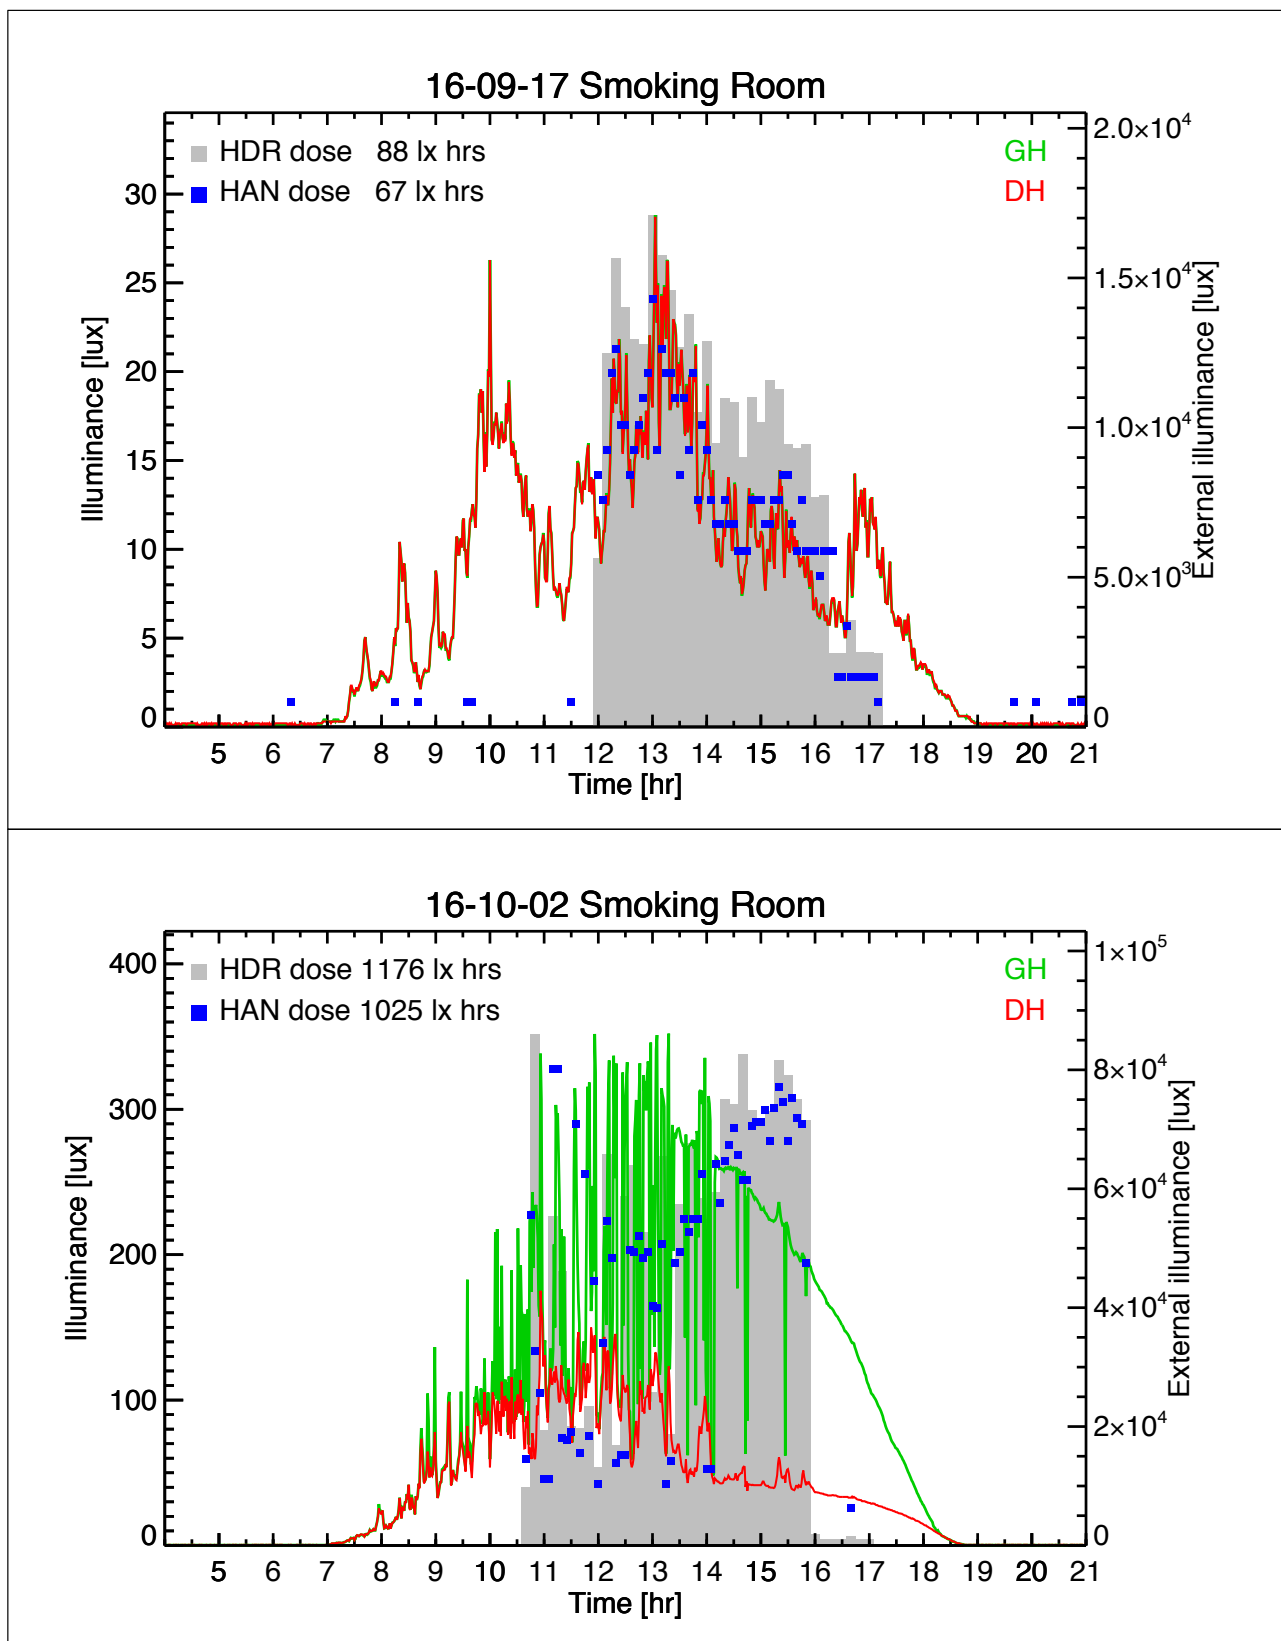 16-09-17 Smoking Room
HDR dose 88 lx hrs
GH
HAN dose 67 lx hrs
DH
Illuminance [lux]
30
25
20
15
10
5
0
2.0×10⁴
1.5×10⁴
1.0×10⁴
5.0×10³
0
External illuminance [lux]
5 6 7 8 9 10 11 12 13 14 15 16 17 18 19 20 21
Time [hr]
16-10-02 Smoking Room
HDR dose 1176 lx hrs
GH
HAN dose 1025 lx hrs
DH
Illuminance [lux]
400
300
200
100
0
1×10⁵
8×10⁴
6×10⁴
4×10⁴
2×10⁴
0
External illuminance [lux]
5 6 7 8 9 10 11 12 13 14 15 16 17 18 19 20 21
Time [hr]